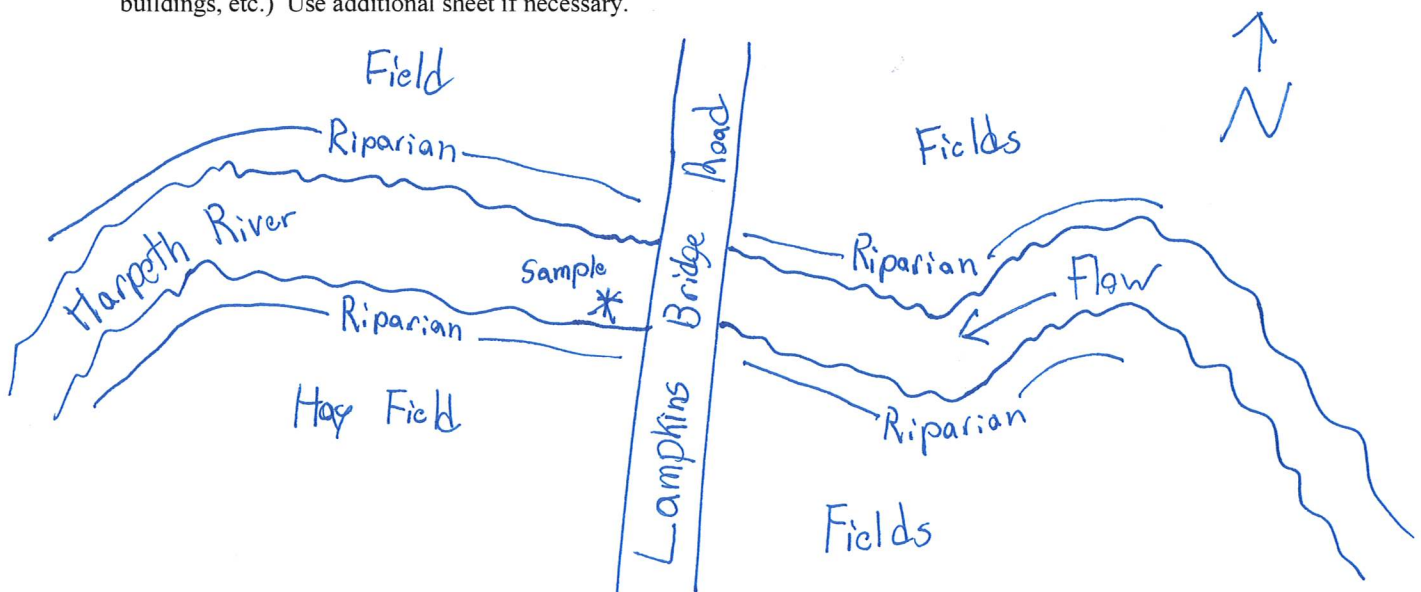 buildings, etc.) Use additional sheet if necessary.
Field
N
Riparian
Fields
Harpeth River
Sample
Riparian
Flow
Riparian
Lampkins Bridge Road
Hay Field
Riparian
Fields